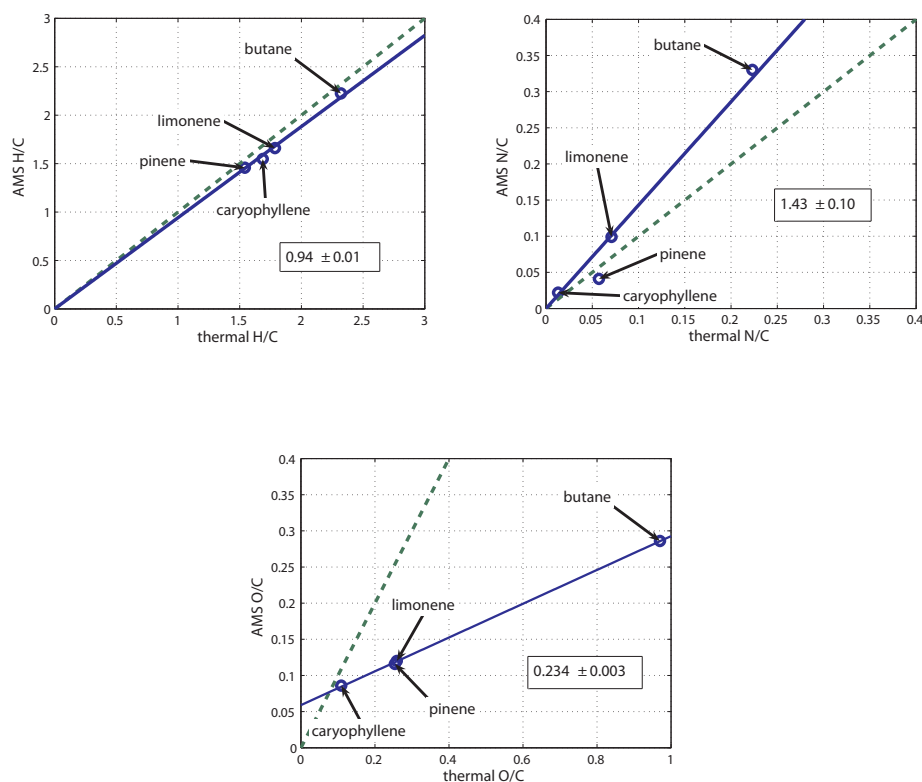 3
2.5
2
1.5
1
0.5
0
AMS H/C
butane
limonene
pinene
caryophyllene
0.94 ±0.01
0 0.5 1 1.5 2 2.5 3
thermal H/C
0.4
0.35
0.3
0.25
0.2
0.15
0.1
0.05
0
AMS N/C
butane
limonene
1.43 ±0.10
pinene
caryophyllene
0 0.05 0.1 0.15 0.2 0.25 0.3 0.35 0.4
thermal N/C
0.4
0.35
0.3
0.25
0.2
0.15
0.1
0.05
0
AMS O/C
butane
limonene
0.234 ±0.003
pinene
caryophyllene
0 0.2 0.4 0.6 0.8 1
thermal O/C